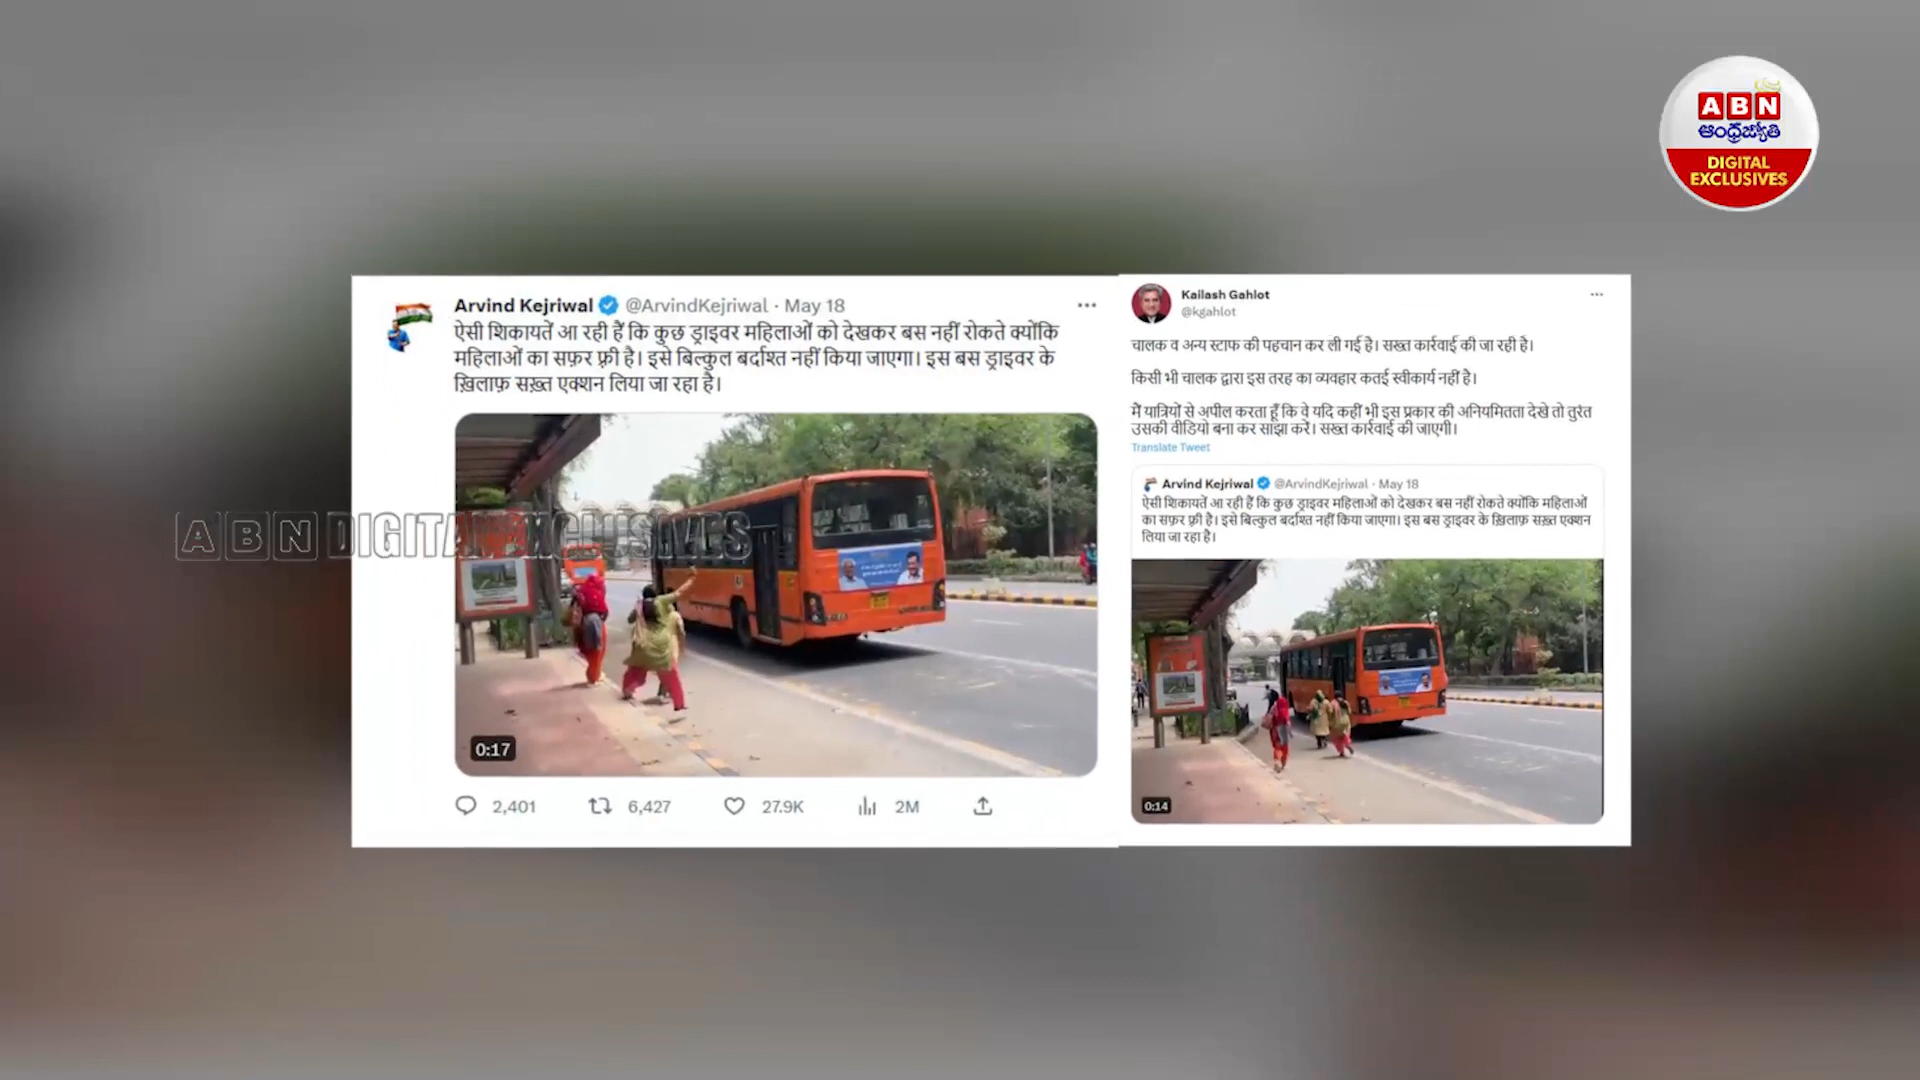 ABN
ఆంధ్రజ్యోతి
DIGITAL
EXCLUSIVES
Arvind Kejriwal @ArvindKejriwal · May 18
ऐसी शिकायतें आ रही हैं कि कुछ ड्राइवर महिलाओं को देखकर बस नहीं रोकते क्योंकि
महिलाओं का सफ़र फ़्री है। इसे बिल्कुल बर्दाश्त नहीं किया जाएगा। इस बस ड्राइवर के
ख़िलाफ़ सख़्त एक्शन लिया जा रहा है।
ABN DIGITAL EXCLUSIVES
0:17
2,401 6,427 27.9K 2M
Kailash Gahlot
@kgahlot
चालक व अन्य स्टाफ की पहचान कर ली गई है। सख्त कार्रवाई की जा रही है।
किसी भी चालक द्वारा इस तरह का व्यवहार कतई स्वीकार्य नहीं है।
मैं यात्रियों से अपील करता हूँ कि वे यदि कहीं भी इस प्रकार की अनियमितता देखे तो तुरंत
उसकी वीडियो बना कर साझा करें। सख्त कार्रवाई की जाएगी।
Translate Tweet
Arvind Kejriwal @ArvindKejriwal · May 18
ऐसी शिकायतें आ रही हैं कि कुछ ड्राइवर महिलाओं को देखकर बस नहीं रोकते क्योंकि महिलाओं
का सफ़र फ़्री है। इसे बिल्कुल बर्दाश्त नहीं किया जाएगा। इस बस ड्राइवर के ख़िलाफ़ सख़्त एक्शन
लिया जा रहा है।
0:14